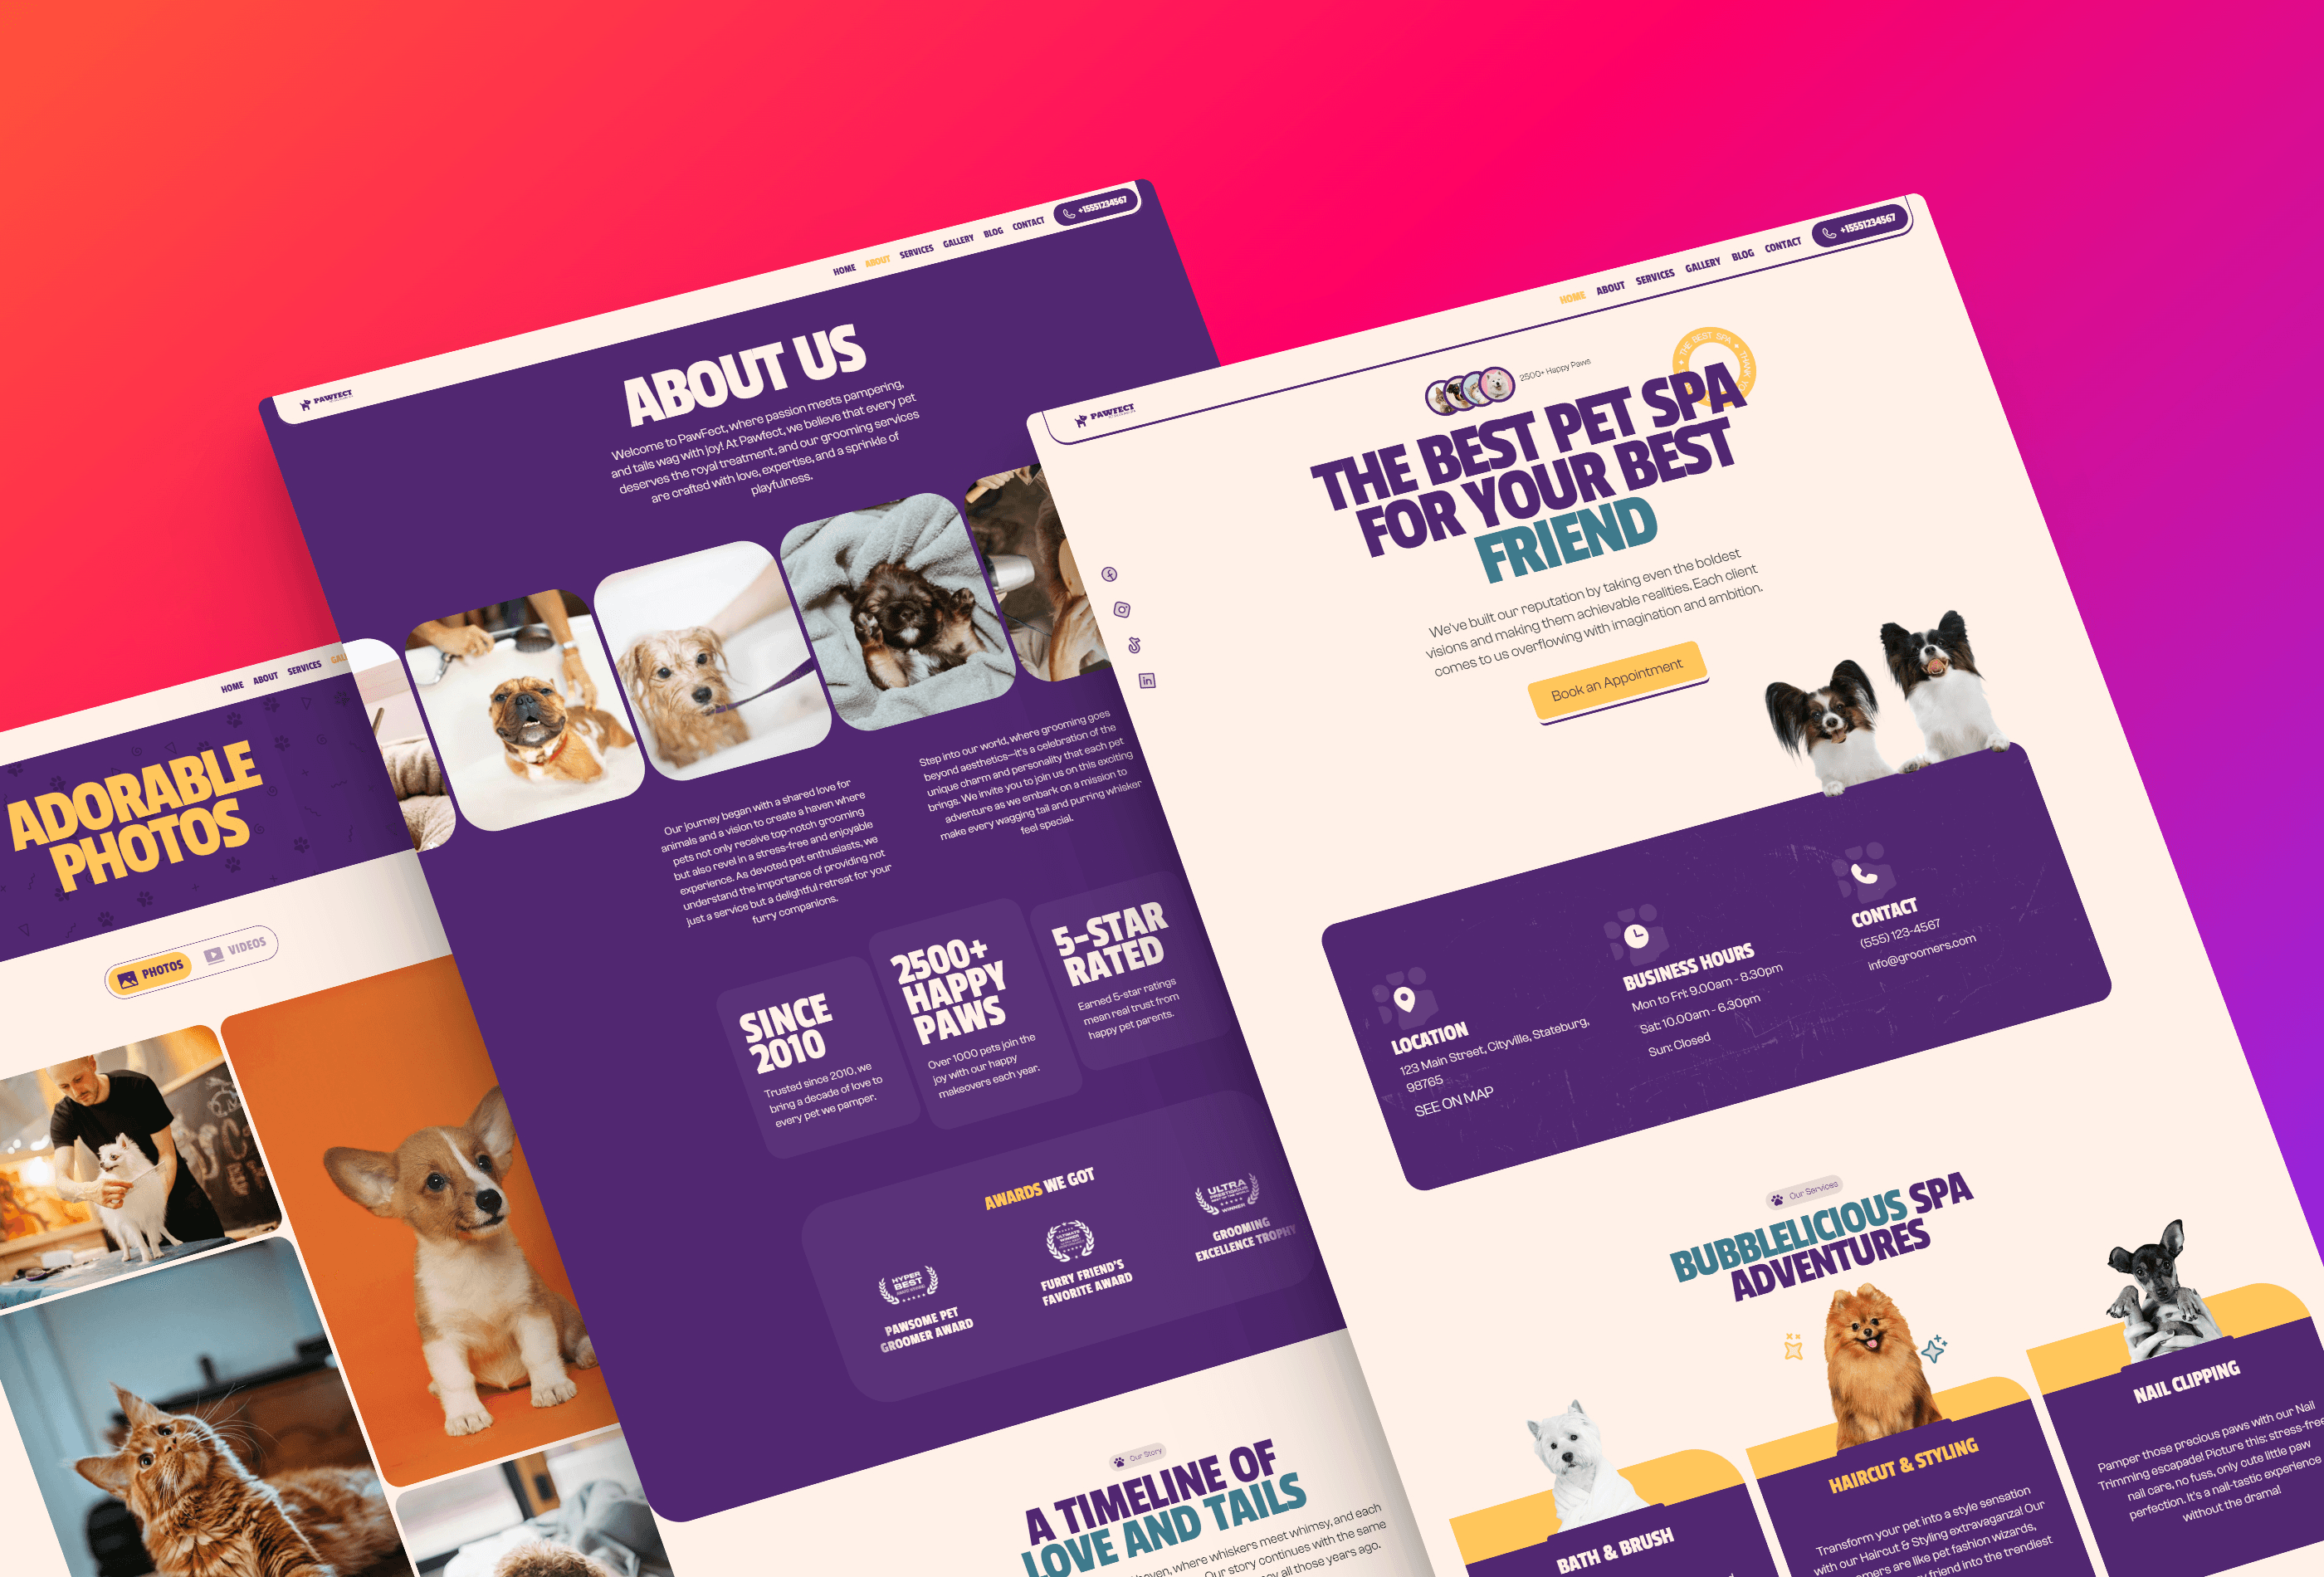 HOME
ABOUT
SERVICES
ADORABLE
PHOTOS
PHOTOS
VIDEOS
PAWFECT
HOME
ABOUT
SERVICES
GALLERY
BLOG
CONTACT
+15551234567
ABOUT US
Welcome to PawFect, where passion meets pampering,
and tails wag with joy! At Pawfect, we believe that every pet
deserves the royal treatment, and our grooming services
are crafted with love, expertise, and a sprinkle of
playfulness.
Our journey began with a shared love for
animals and a vision to create a haven where
pets not only receive top-notch grooming
but also revel in a stress-free and enjoyable
experience. As devoted pet enthusiasts, we
understand the importance of providing not
just a service but a delightful retreat for your
furry companions.
Step into our world, where grooming goes
beyond aesthetics—it's a celebration of the
unique charm and personality that each pet
brings. We invite you to join us on this exciting
adventure as we embark on a mission to
make every wagging tail and purring whisker
feel special.
SINCE
2010
Trusted since 2010, we
bring a decade of love to
every pet we pamper.
2500+
HAPPY
PAWS
Over 1000 pets join the
joy with our happy
makeovers each year.
5-STAR
RATED
Earned 5-star ratings
mean real trust from
happy pet parents.
AWARDS WE GOT
HYPER
BEST
PAWSOME PET
GROOMER AWARD
ULTIMATE
WINNER
FURRY FRIEND'S
FAVORITE AWARD
ULTRA
PRESTIGIOUS
WINNER
GROOMING
EXCELLENCE TROPHY
Our Story
A TIMELINE OF
LOVE AND TAILS
where whiskers meet whimsy, and each
Our story continues with the same
all those years ago.
PAWFECT
HOME
ABOUT
SERVICES
GALLERY
BLOG
CONTACT
+15551234567
2500+ Happy Paws
THE BEST SPA THANK YO
THE BEST PET SPA
FOR YOUR BEST
FRIEND
We've built our reputation by taking even the boldest
visions and making them achievable realities. Each client
comes to us overflowing with imagination and ambition.
Book an Appointment
in
LOCATION
123 Main Street, Cityville, Stateburg,
98765
SEE ON MAP
BUSINESS HOURS
Mon to Fri: 9.00am - 8.30pm
Sat: 10.00am - 6.30pm
Sun: Closed
CONTACT
(555) 123-4567
info@groomers.com
Our Services
BUBBLELICIOUS SPA
ADVENTURES
BATH & BRUSH
HAIRCUT & STYLING
Transform your pet into a style sensation
with our Haircut & Styling extravaganza! Our
are like pet fashion wizards,
friend into the trendiest
NAIL CLIPPING
Pamper those precious paws with our Nail
Trimming escapade! Picture this: stress-free
nail care, no fuss, only cute little paw
perfection. It's a nail-tastic experience
without the drama!